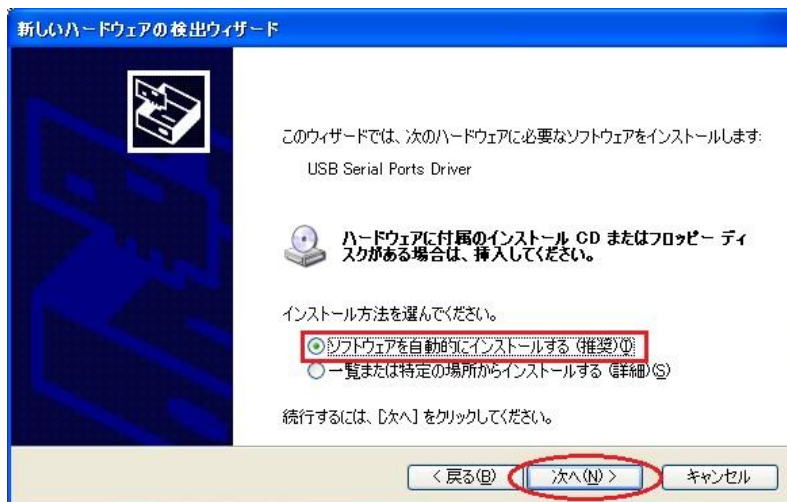 新しいハードウェアの検出ウィザード
このウィザードでは、次のハードウェアに必要なソフトウェアをインストールします:
USB Serial Ports Driver
ハードウェアに付属のインストール CD またはフロッピー ディ
スクがある場合は、挿入してください。
インストール方法を選んでください。
ソフトウェアを自動的にインストールする (推奨)(I)
一覧または特定の場所からインストールする (詳細)(S)
続行するには、[次へ] をクリックしてください。
< 戻る(B) 次へ(N) > キャンセル